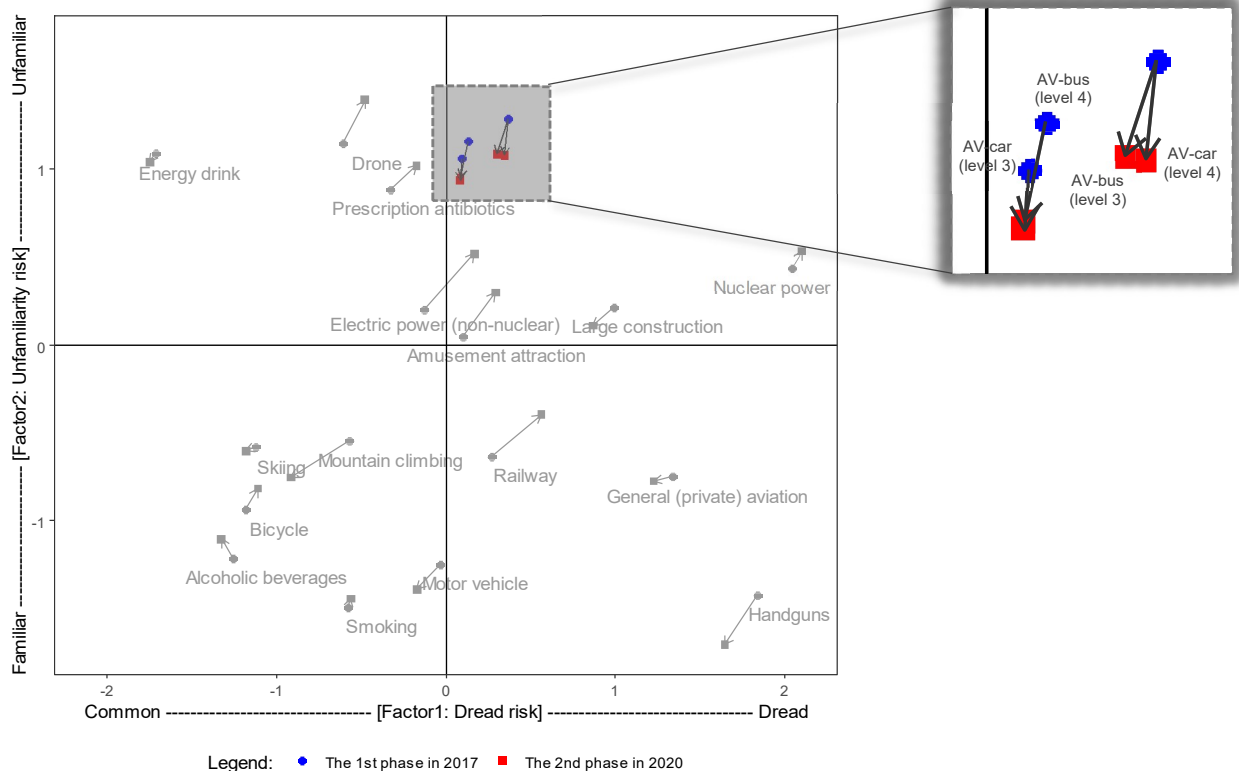 Familiar ---------------- [Factor2: Unfamiliarity risk] ---------------- Unfamiliar
1
0
-1
-2
-1
0
1
2
Energy drink
Drone
Prescription antibiotics
Nuclear power
Electric power (non-nuclear)
Large construction
Amusement attraction
Skiing
Mountain climbing
Railway
General (private) aviation
Bicycle
Alcoholic beverages
Motor vehicle
Smoking
Handguns
AV-bus
(level 4)
AV-car
(level 3)
AV-bus
(level 3)
AV-car
(level 4)
Common ------------------------------ [Factor1: Dread risk] ------------------------------ Dread
Legend: The 1st phase in 2017 The 2nd phase in 2020